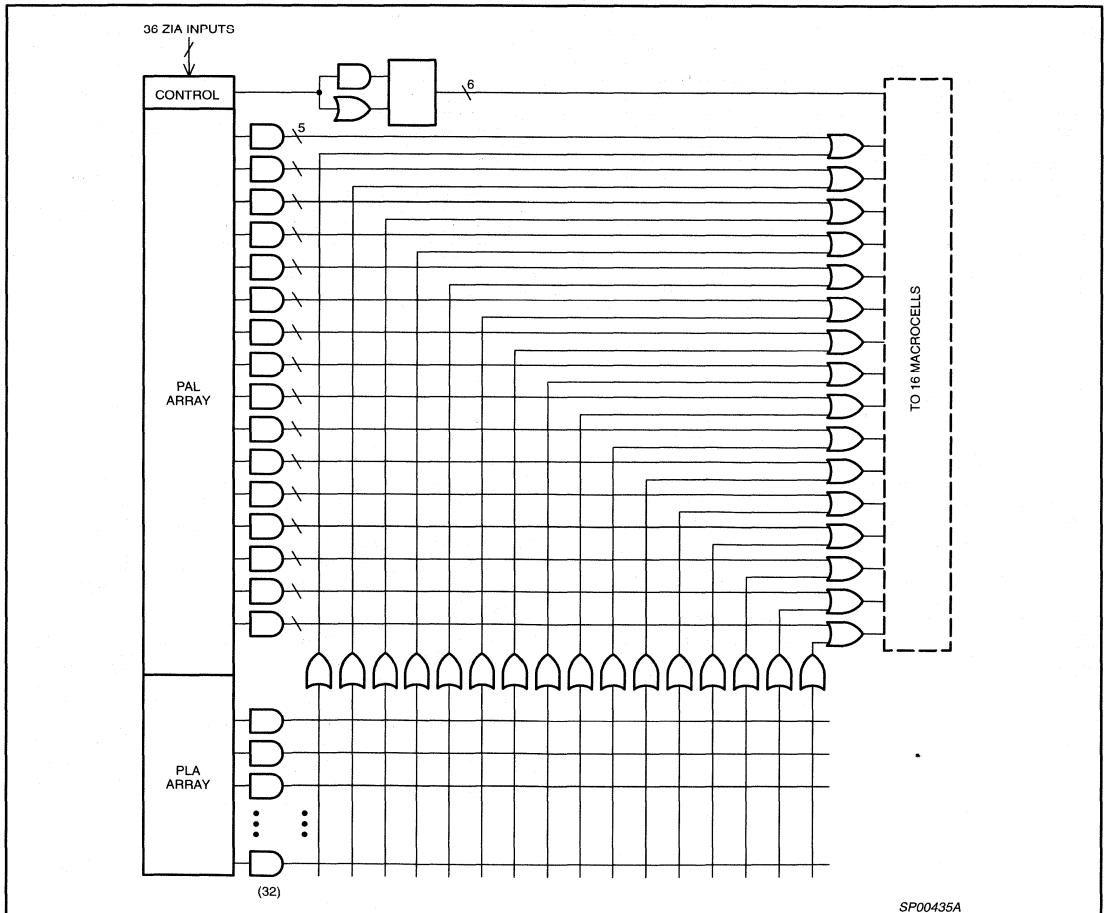 36 ZIA INPUTS
CONTROL
6
5
PAL
ARRAY
TO 16 MACROCELLS
PLA
ARRAY
(32)
SP00435A